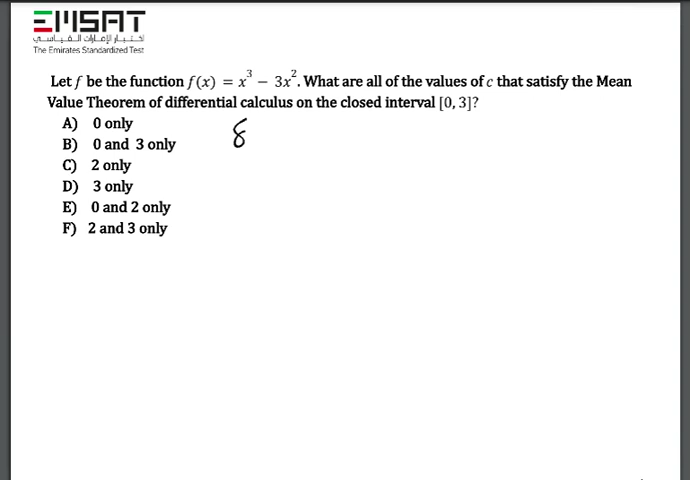 EMSAT
اختبار الإمارات القياسي
The Emirates Standardized Test
Let f be the function f(x) = x³ − 3x². What are all of the values of c that satisfy the Mean
Value Theorem of differential calculus on the closed interval [0, 3]?
A) 0 only
B) 0 and 3 only
C) 2 only
D) 3 only
E) 0 and 2 only
F) 2 and 3 only
8